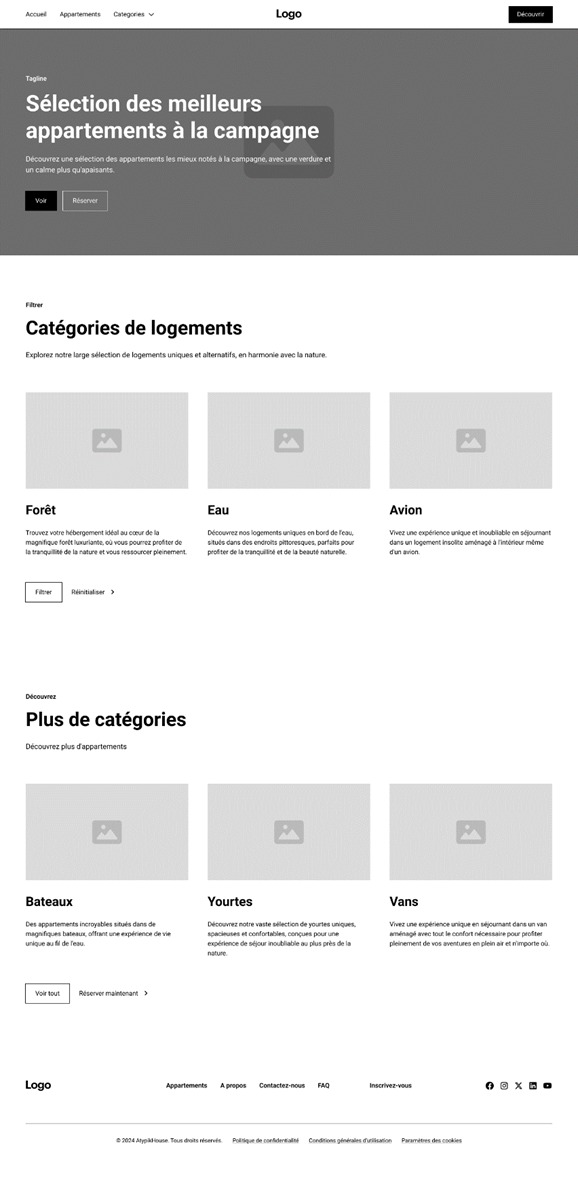 Accueil Appartements Categories Logo Découvrir
Tagline
Sélection des meilleurs
appartements à la campagne
Découvrez une sélection des appartements les mieux notés à la campagne, avec une verdure et
un calme plus qu'apaisants.
Voir Réserver
Filtrer
Catégories de logements
Explorez notre large sélection de logements uniques et alternatifs, en harmonie avec la nature.
Forêt
Trouvez votre hébergement idéal au cœur de la
magnifique forêt luxuriante, où vous pourrez profiter de
la tranquillité de la nature et vous ressourcer pleinement.
Eau
Découvrez nos logements uniques en bord de l'eau,
situés dans des endroits pittoresques, parfaits pour
profiter de la tranquillité et de la beauté naturelle.
Avion
Vivez une expérience unique et inoubliable en séjournant
dans un logement insolite aménagé à l'intérieur même
d'un avion.
Filtrer Réinitialiser
Découvrez
Plus de catégories
Découvrez plus d'appartements
Bateaux
Des appartements incroyables situés dans de
magnifiques bateaux, offrant une expérience de vie
unique au fil de l'eau.
Yourtes
Découvrez notre vaste sélection de yourtes uniques,
spacieuses et confortables, conçues pour une
expérience de séjour inoubliable au plus près de la
nature.
Vans
Vivez une expérience unique en séjournant dans un van
aménagé avec tout le confort nécessaire pour profiter
pleinement de vos aventures en plein air et n'importe où.
Voir tout Réserver maintenant
Logo Appartements A propos Contactez-nous FAQ Inscrivez-vous
© 2024 AtypikHouse. Tous droits réservés. Politique de confidentialité Conditions générales d'utilisation Paramètres des cookies